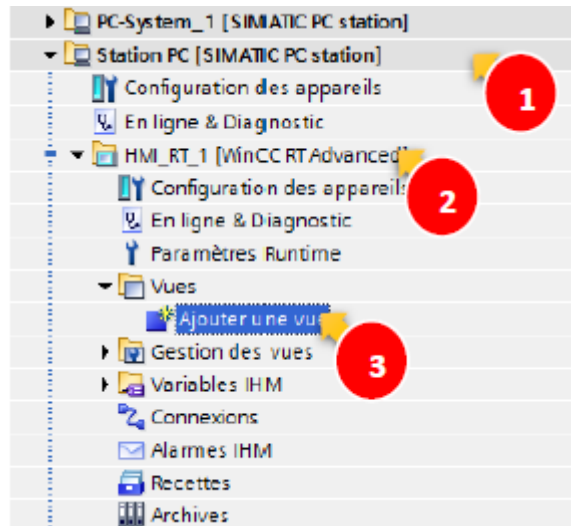 PC-System_1 [SIMATIC PC station]
Station PC [SIMATIC PC station]
1
Configuration des appareils
En ligne & Diagnostic
HMI_RT_1 [WinCC RT Advanced]
2
Configuration des appareils
En ligne & Diagnostic
Paramètres Runtime
Vues
Ajouter une vue
3
Gestion des vues
Variables IHM
Connexions
Alarmes IHM
Recettes
Archives